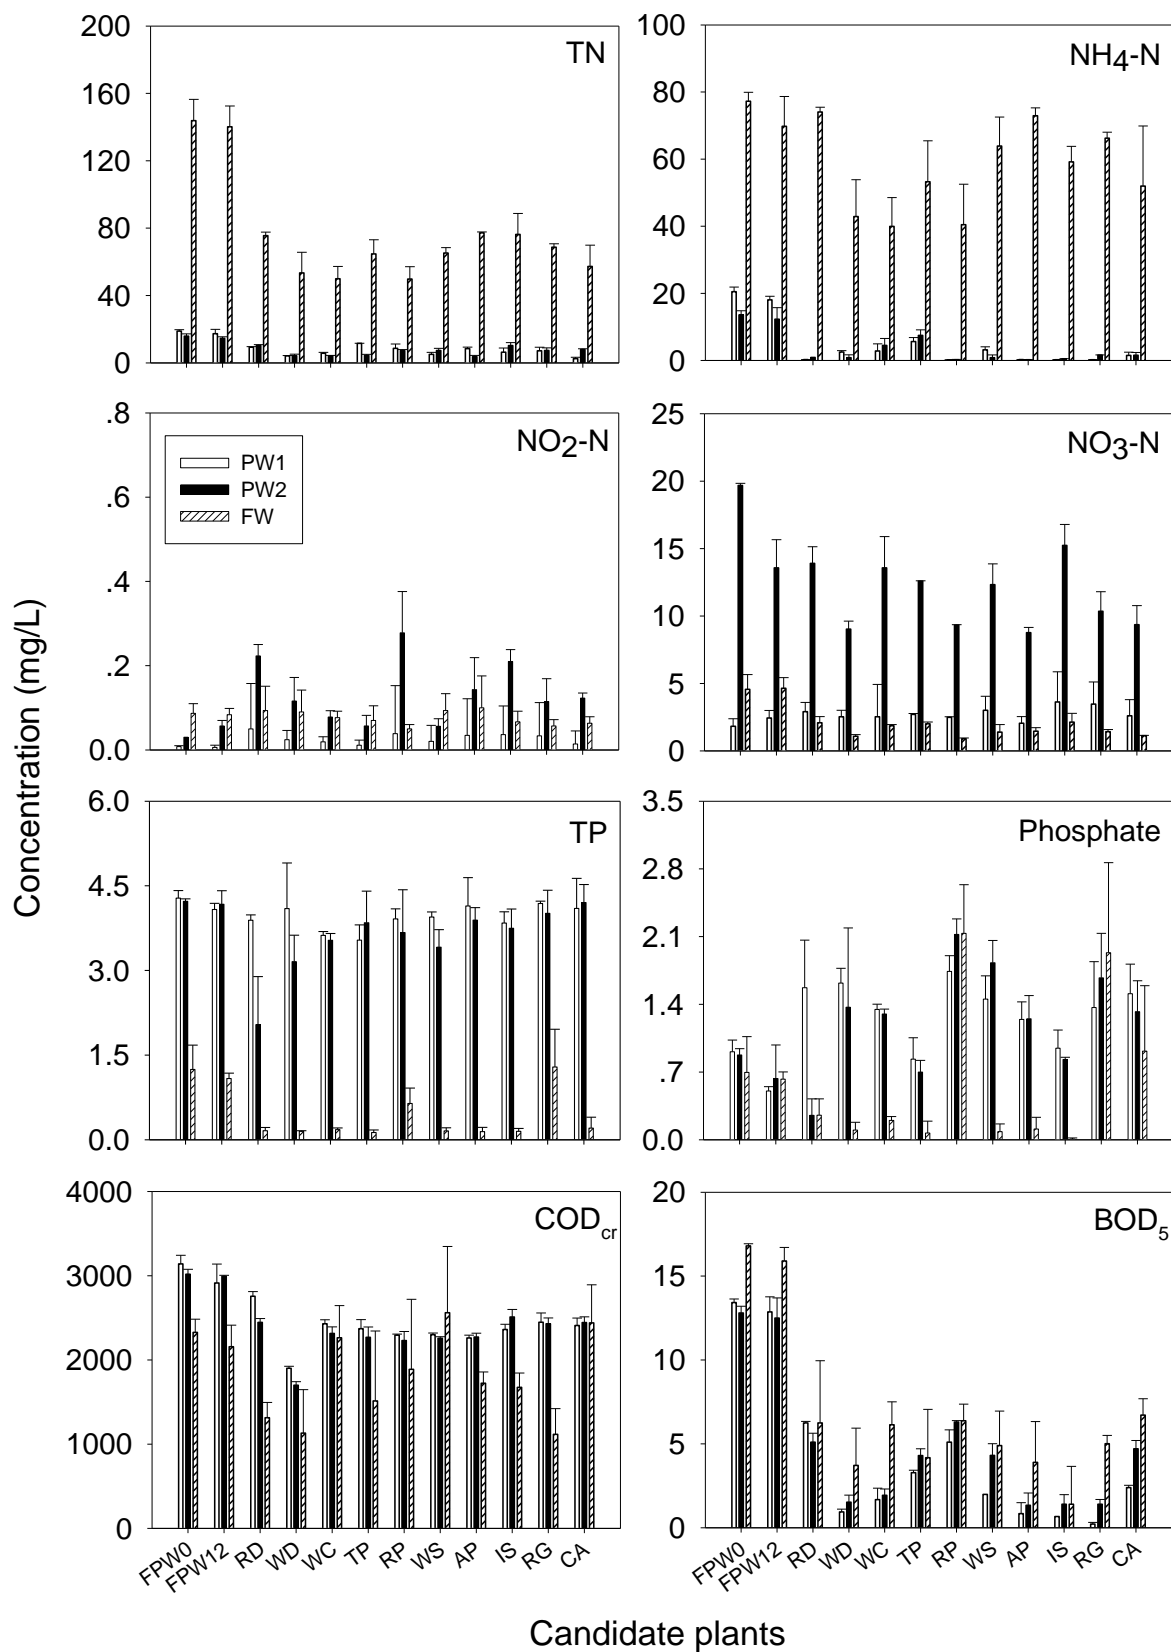 200
160
120
80
40
0
TN
100
80
60
40
20
0
NH4-N
.8
.6
.4
.2
0.0
NO2-N
PW1
PW2
FW
25
20
15
10
5
0
NO3-N
Concentration (mg/L)
6.0
4.5
3.0
1.5
0.0
TP
3.5
2.8
2.1
1.4
.7
0.0
Phosphate
4000
3000
2000
1000
0
CODcr
20
15
10
5
0
BOD5
FPW0 FPW12 RD WD WC TP RP WS AP IS RG CA
FPW0 FPW12 RD WD WC TP RP WS AP IS RG CA
Candidate plants